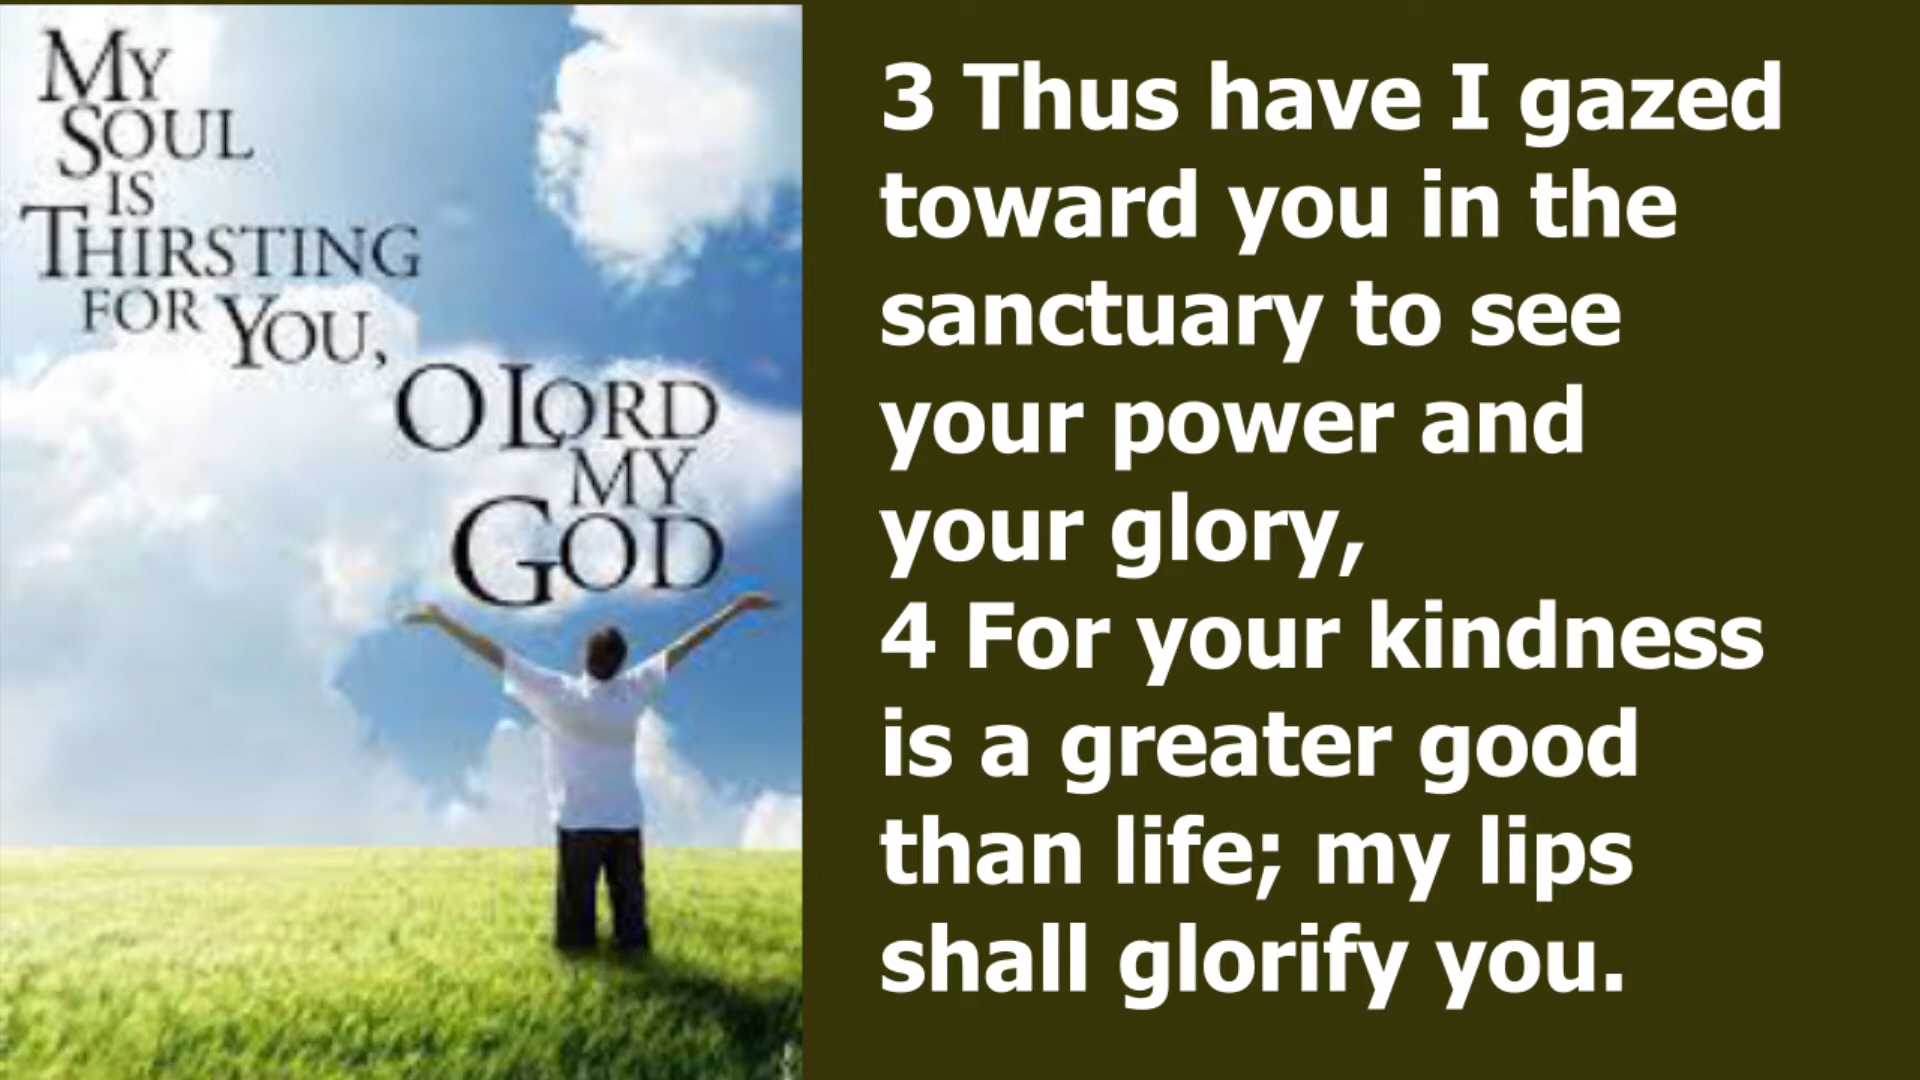 MY
SOUL
IS
THIRSTING
FOR YOU,
O LORD
MY
GOD
3 Thus have I gazed
toward you in the
sanctuary to see
your power and
your glory,
4 For your kindness
is a greater good
than life; my lips
shall glorify you.